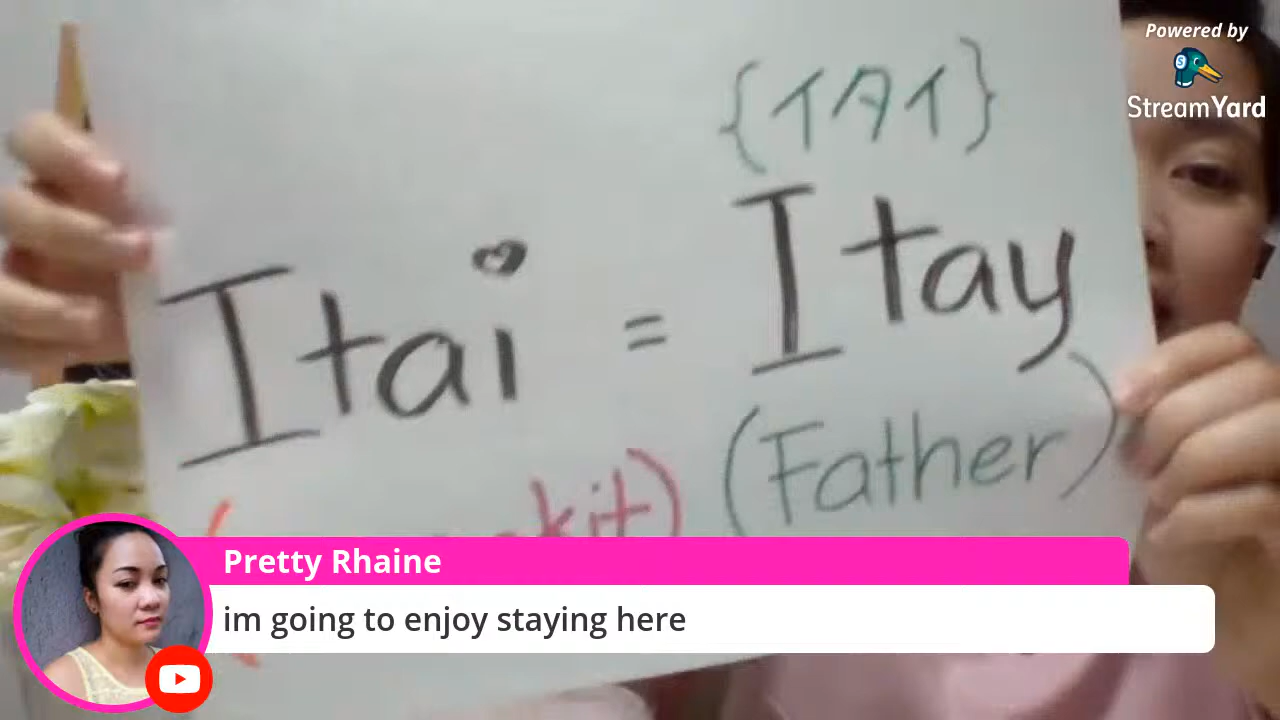 Powered by
StreamYard
{イタイ}
Itai = Itay
(Father)
Pretty Rhaine
im going to enjoy staying here